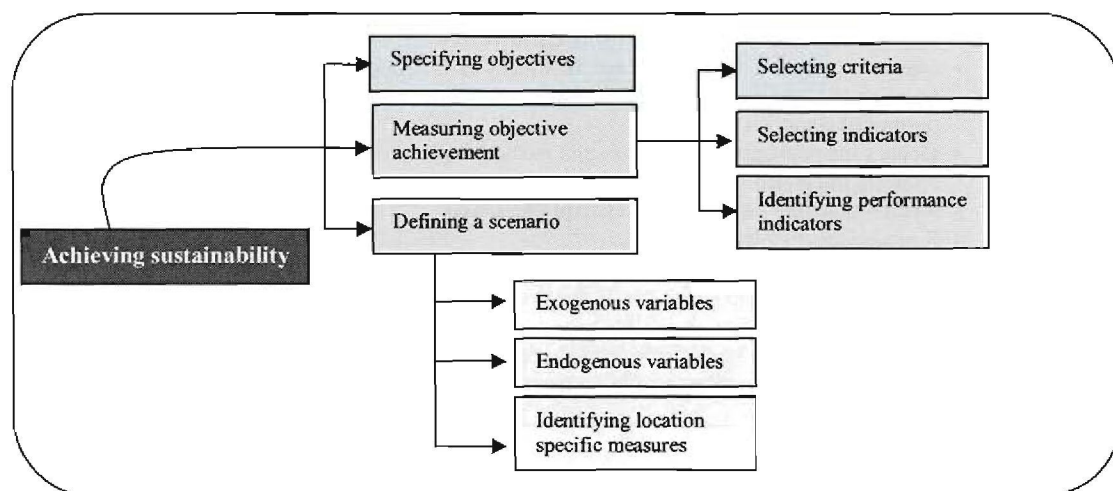 Specifying objectives
Measuring objective
achievement
Defining a scenario
Achieving sustainability
Selecting criteria
Selecting indicators
Identifying performance
indicators
Exogenous variables
Endogenous variables
Identifying location
specific measures